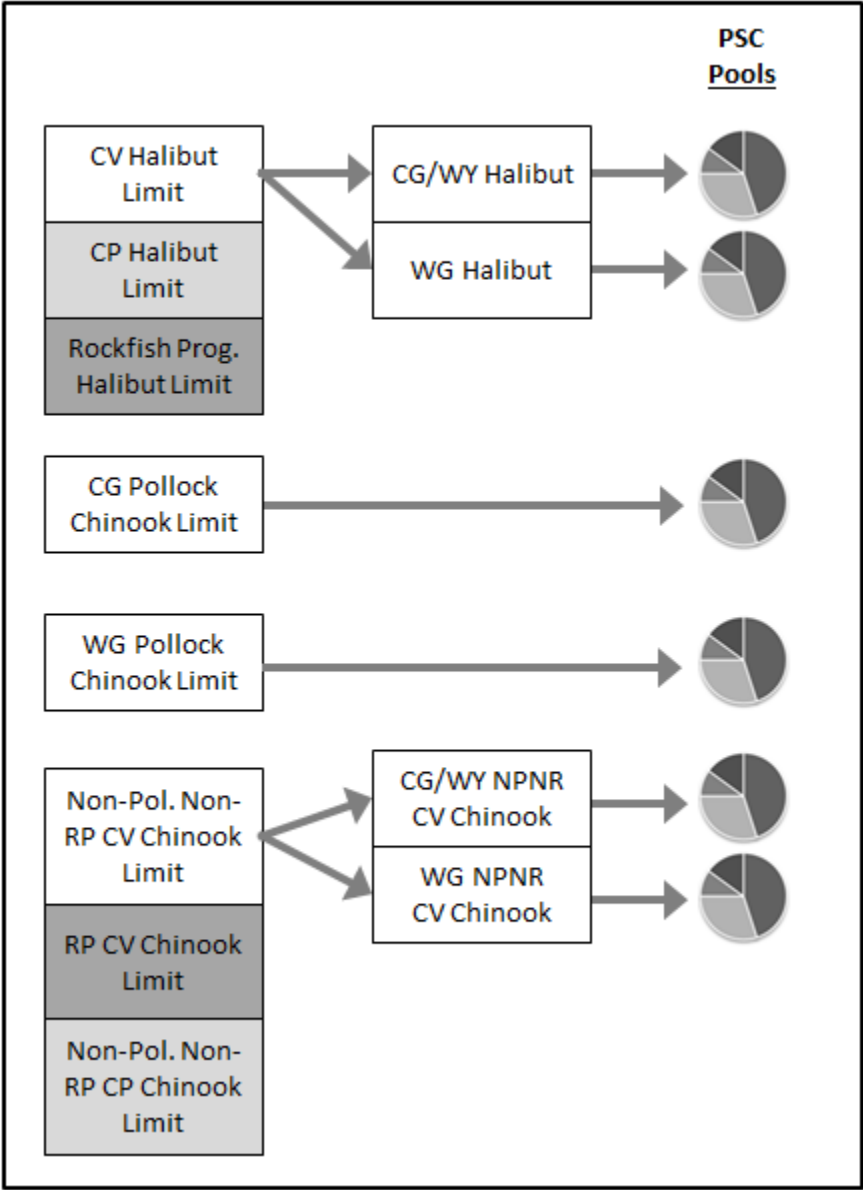 PSC
Pools
CV Halibut
Limit
CG/WY Halibut
CP Halibut
Limit
WG Halibut
Rockfish Prog.
Halibut Limit
CG Pollock
Chinook Limit
WG Pollock
Chinook Limit
Non-Pol. Non-
RP CV Chinook
Limit
CG/WY NPNR
CV Chinook
WG NPNR
CV Chinook
RP CV Chinook
Limit
Non-Pol. Non-
RP CP Chinook
Limit